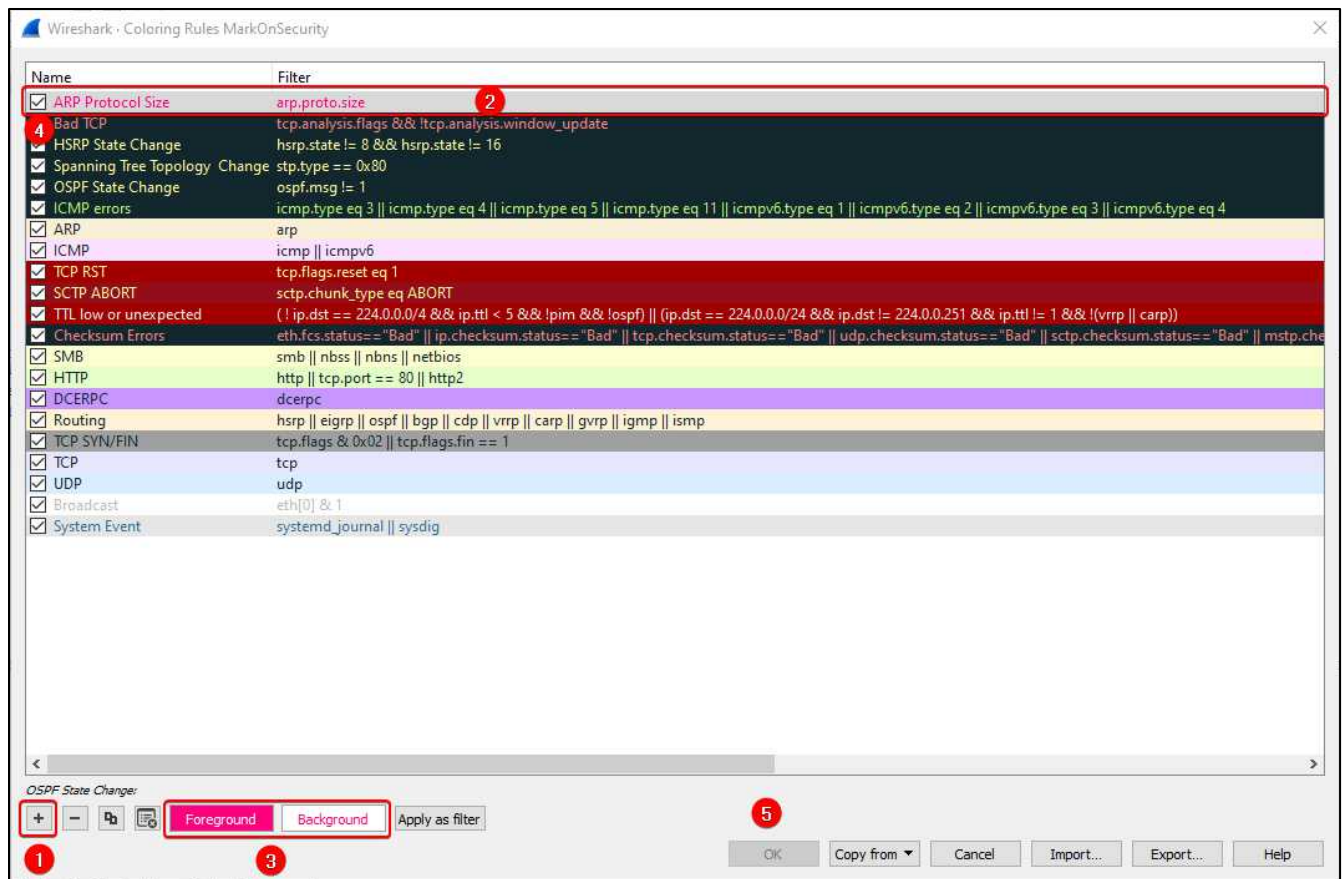 Wireshark · Coloring Rules MarkOnSecurity
Name Filter
ARP Protocol Size arp.proto.size 2
4 Bad TCP tcp.analysis.flags && !tcp.analysis.window_update
HSRP State Change hsrp.state != 8 && hsrp.state != 16
Spanning Tree Topology Change stp.type == 0x80
OSPF State Change ospf.msg != 1
ICMP errors icmp.type eq 3 || icmp.type eq 4 || icmp.type eq 5 || icmp.type eq 11 || icmpv6.type eq 1 || icmpv6.type eq 2 || icmpv6.type eq 3 || icmpv6.type eq 4
ARP arp
ICMP icmp || icmpv6
TCP RST tcp.flags.reset eq 1
SCTP ABORT sctp.chunk_type eq ABORT
TTL low or unexpected ( ! ip.dst == 224.0.0.0/4 && ip.ttl < 5 && !pim && !ospf) || (ip.dst == 224.0.0.0/24 && ip.dst != 224.0.0.251 && ip.ttl != 1 && !(vrrp || carp))
Checksum Errors eth.fcs.status=="Bad" || ip.checksum.status=="Bad" || tcp.checksum.status=="Bad" || udp.checksum.status=="Bad" || sctp.checksum.status=="Bad" || mstp.che
SMB smb || nbss || nbns || netbios
HTTP http || tcp.port == 80 || http2
DCERPC dcerpc
Routing hsrp || eigrp || ospf || bgp || cdp || vrrp || carp || gvrp || igmp || ismp
TCP SYN/FIN tcp.flags & 0x02 || tcp.flags.fin == 1
TCP tcp
UDP udp
Broadcast eth[0] & 1
System Event systemd_journal || sysdig
OSPF State Change:
+ − Foreground Background Apply as filter
5
1 3
OK Copy from Cancel Import... Export... Help